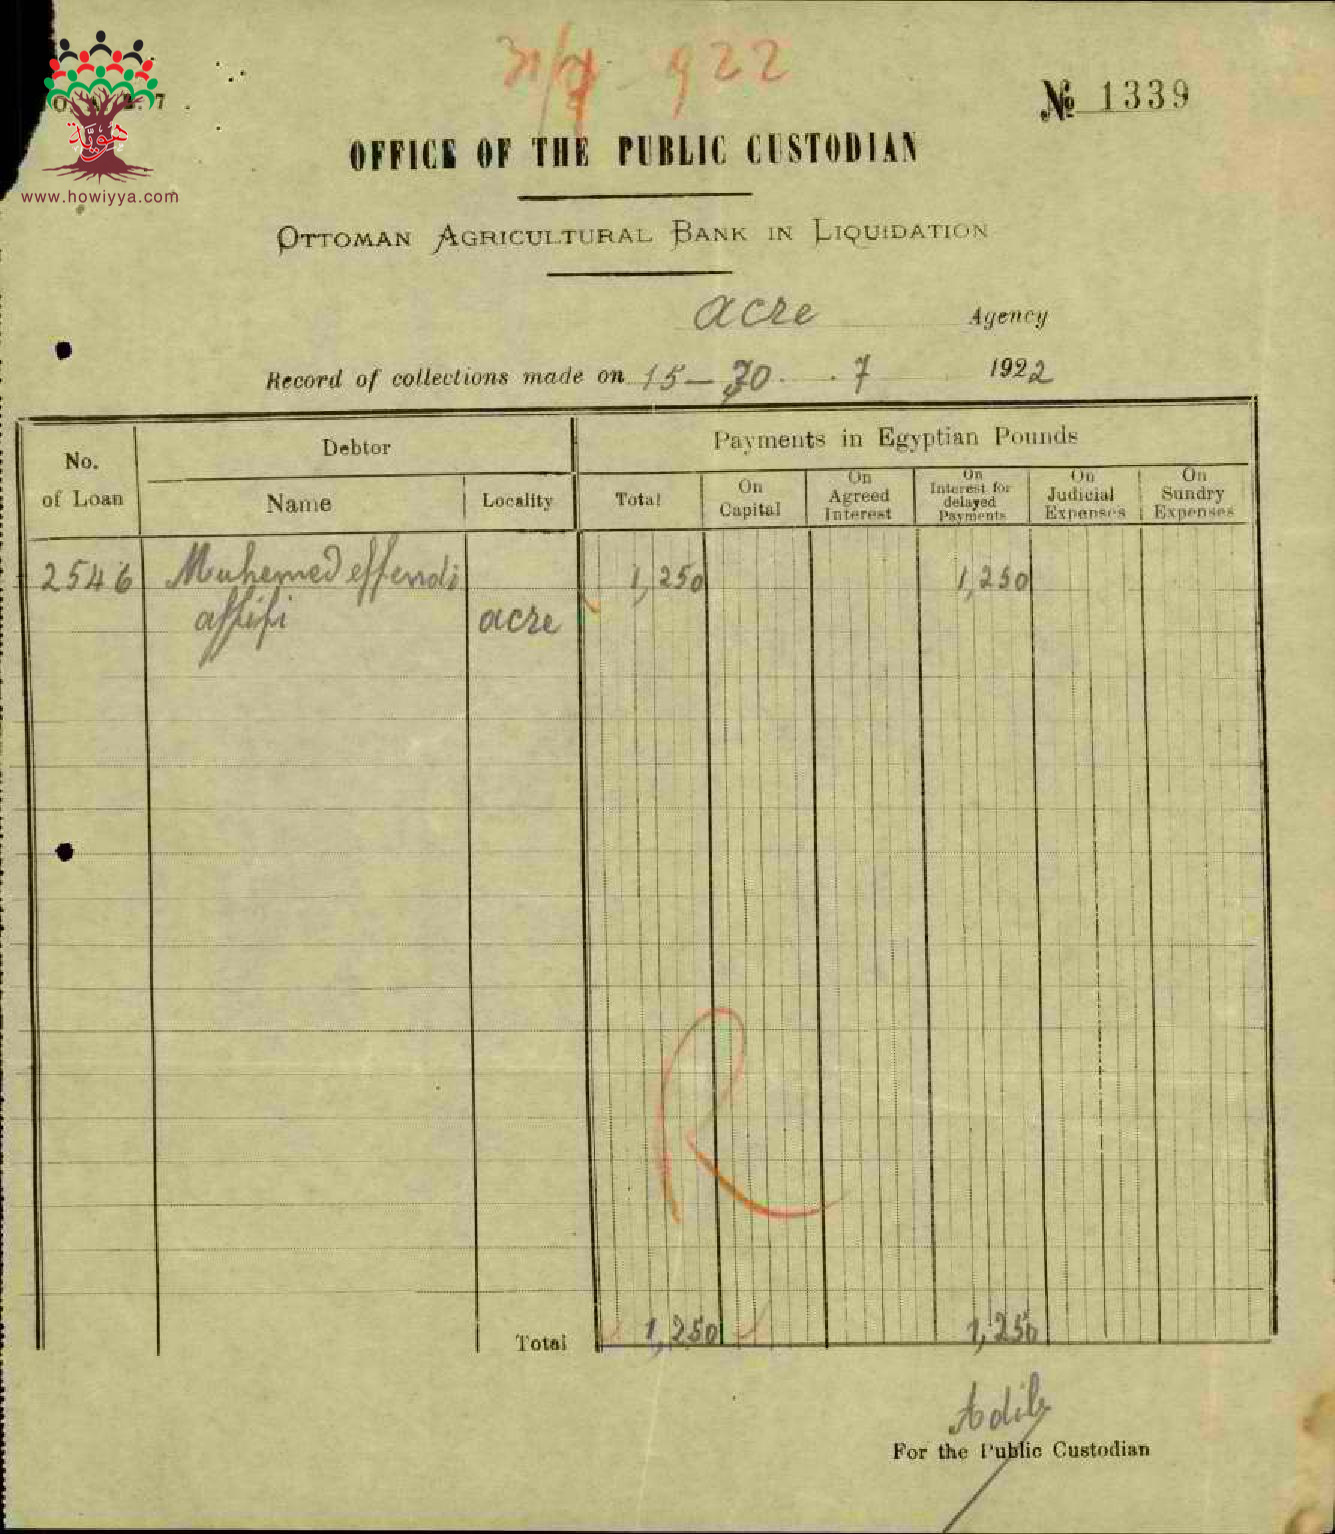 922
هوية
www.howiyya.com
№ 1339
OFFICE OF THE PUBLIC CUSTODIAN
OTTOMAN AGRICULTURAL BANK IN LIQUIDATION
acre Agency
Record of collections made on 15-30. 7 1922
No. of Loan
Debtor
Name
Locality
Payments in Egyptian Pounds
Total
On Capital
On Agreed Interest
On Interest for delayed Payments
On Judicial Expenses
On Sundry Expenses
2546 Muhemed effendi 1,250 1,250
affifi acre
R
Total 1,250 1,250
Adib
For the Public Custodian